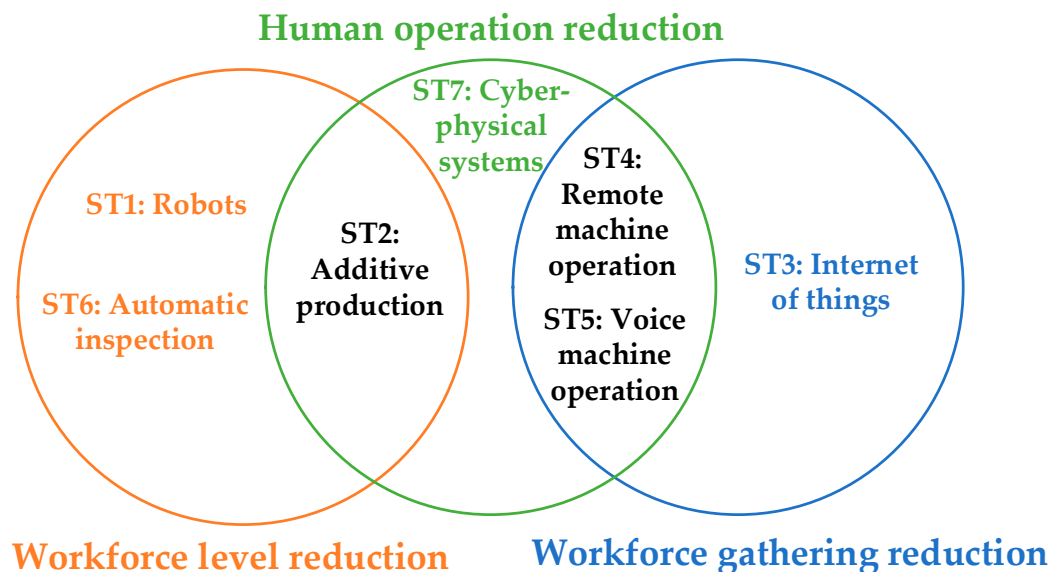 Human operation reduction
ST7: Cyber-
physical
systems
ST1: Robots
ST6: Automatic
inspection
ST2:
Additive
production
ST4:
Remote
machine
operation
ST5: Voice
machine
operation
ST3: Internet
of things
Workforce level reduction
Workforce gathering reduction